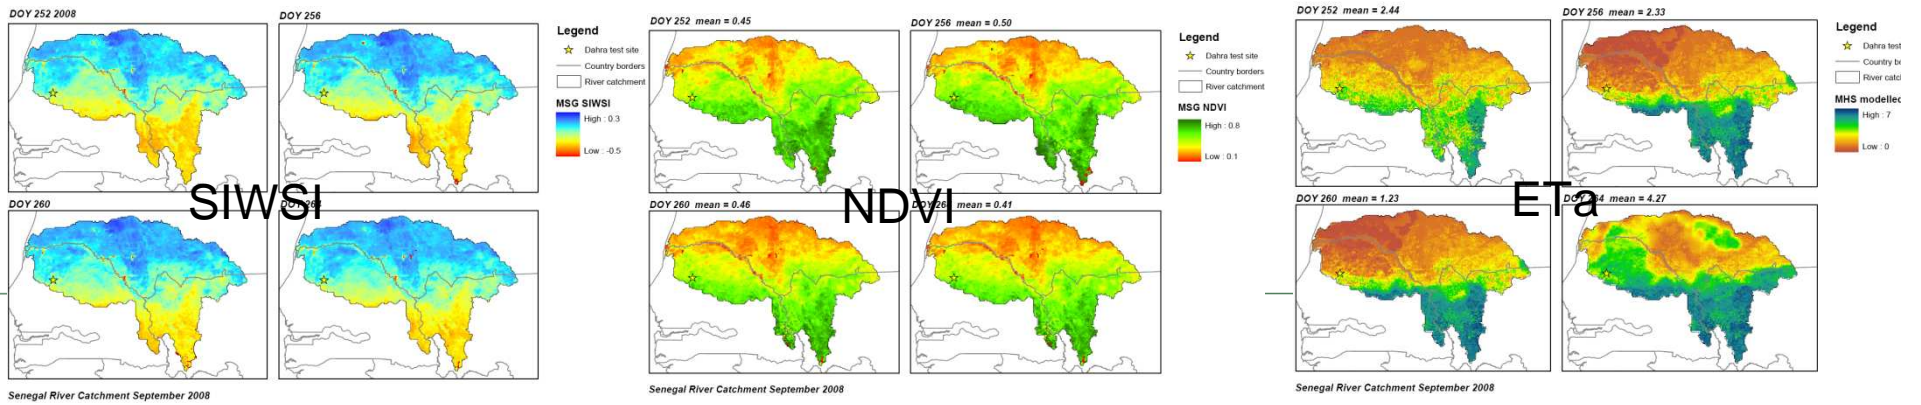 DOY 252 2008
DOY 256
Legend
Dahra test site
Country borders
River catchment
MSG SIWSI
High : 0.3
Low : -0.5
SIWSI
DOY 260
Senegal River Catchment September 2008
DOY 252 mean = 0.45
DOY 256 mean = 0.50
Legend
Dahra test site
Country borders
River catchment
MSG NDVI
High : 0.8
Low : 0.1
NDVI
DOY 260 mean = 0.46
mean = 0.41
Senegal River Catchment September 2008
DOY 252 mean = 2.44
DOY 256 mean = 2.33
Legend
Dahra test
Country b
River catc
MHS modelled
High : 7
Low : 0
ETa
DOY 260 mean = 1.23
mean = 4.27
Senegal River Catchment September 2008